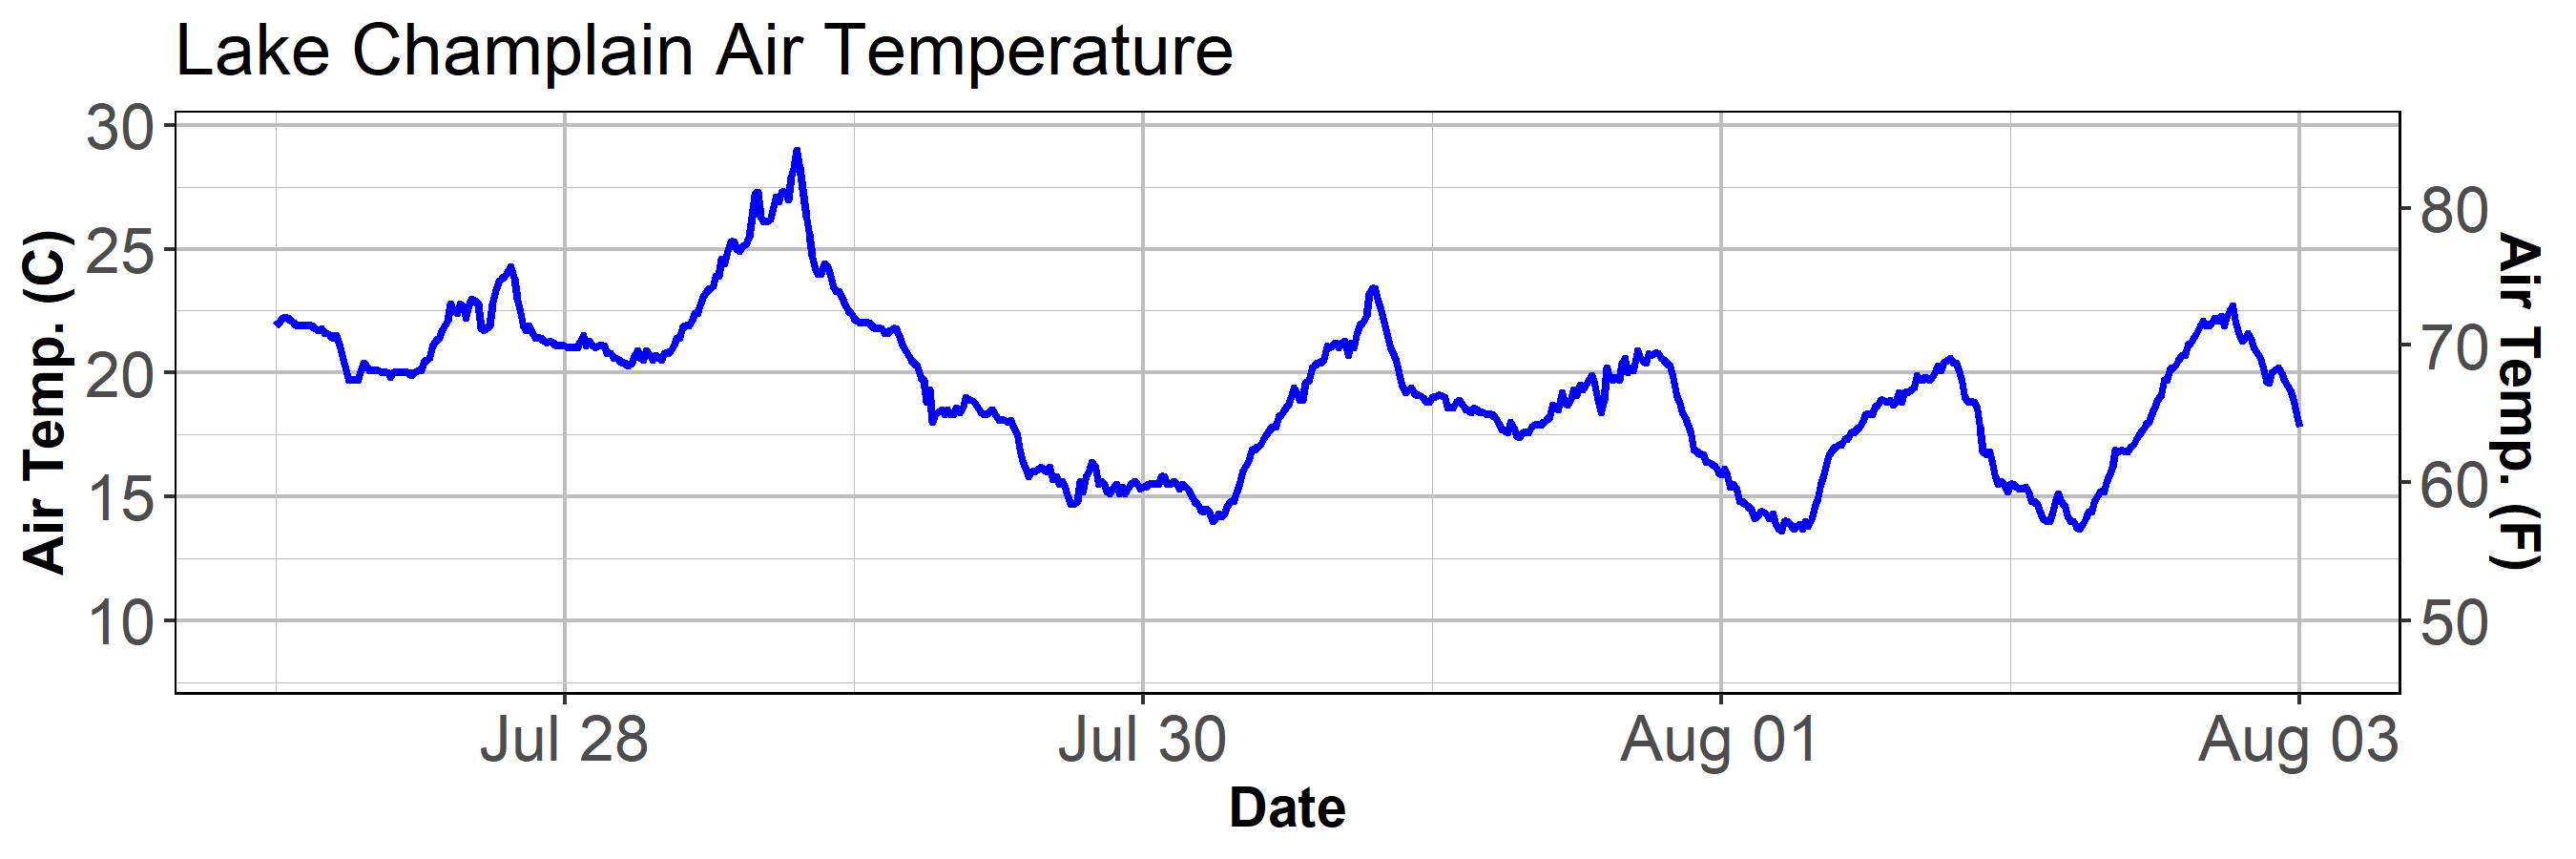 Lake Champlain Air Temperature
30
25
20
15
10
Air Temp. (C)
80
70
60
50
Air Temp. (F)
Jul 28 Jul 30 Aug 01 Aug 03
Date